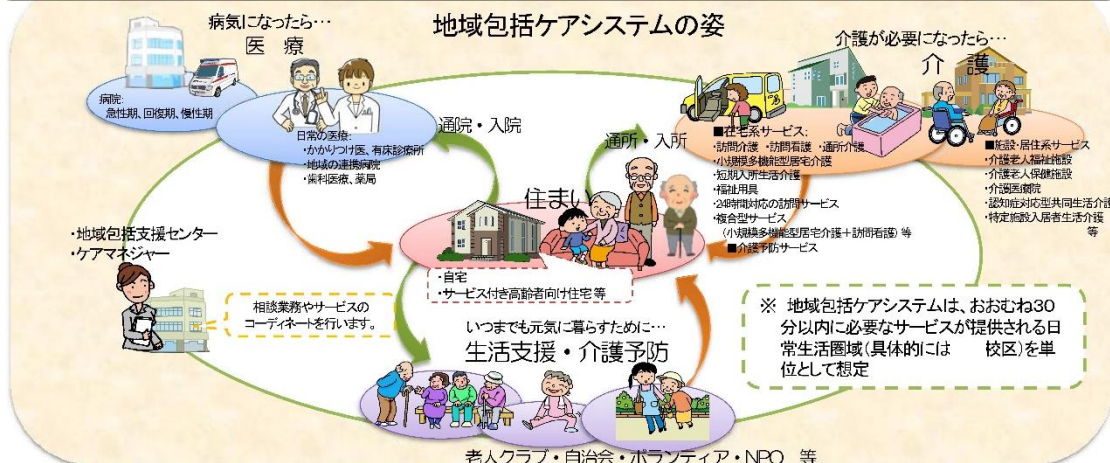 地域包括ケアシステムの姿
病気になったら…
医 療
病院:
急性期、回復期、慢性期
日常の医療:
・かかりつけ医、有床診療所
・地域の連携病院
・歯科医療、薬局
通院・入院
介護が必要になったら…
介 護
通所・入所
■在宅系サービス:
・訪問介護 ・訪問看護 ・通所介護
・小規模多機能型居宅介護
・短期入所生活介護
・福祉用具
・24時間対応の訪問サービス
・複合型サービス
(小規模多機能型居宅介護+訪問看護)等
■介護予防サービス
■施設・居住系サービス
・介護老人福祉施設
・介護老人保健施設
・介護医療院
・認知症対応型共同生活介護
・特定施設入居者生活介護
等
住まい
・自宅
・サービス付き高齢者向け住宅 等
・地域包括支援センター
・ケアマネジャー
相談業務やサービスの
コーディネートを行います。
いつまでも元気に暮らすために…
生活支援・介護予防
※ 地域包括ケアシステムは、おおむね30
分以内に必要なサービスが提供される日
常生活圏域(具体的には 校区)を単
位として想定
老人クラブ・自治会・ボランティア・NPO 等